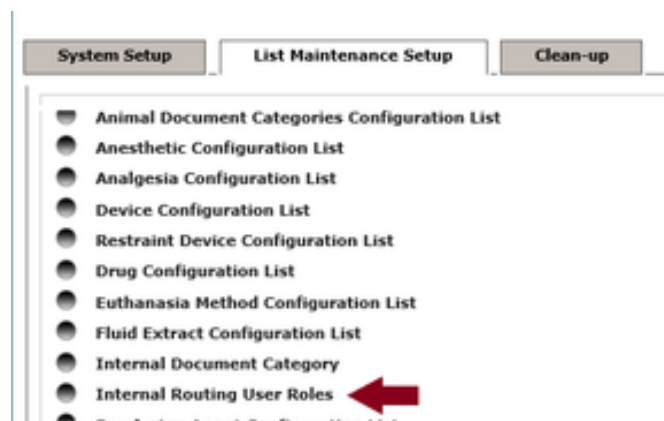 System Setup
List Maintenance Setup
Clean-up
Animal Document Categories Configuration List
Anesthetic Configuration List
Analgesia Configuration List
Device Configuration List
Restraint Device Configuration List
Drug Configuration List
Euthanasia Method Configuration List
Fluid Extract Configuration List
Internal Document Category
Internal Routing User Roles